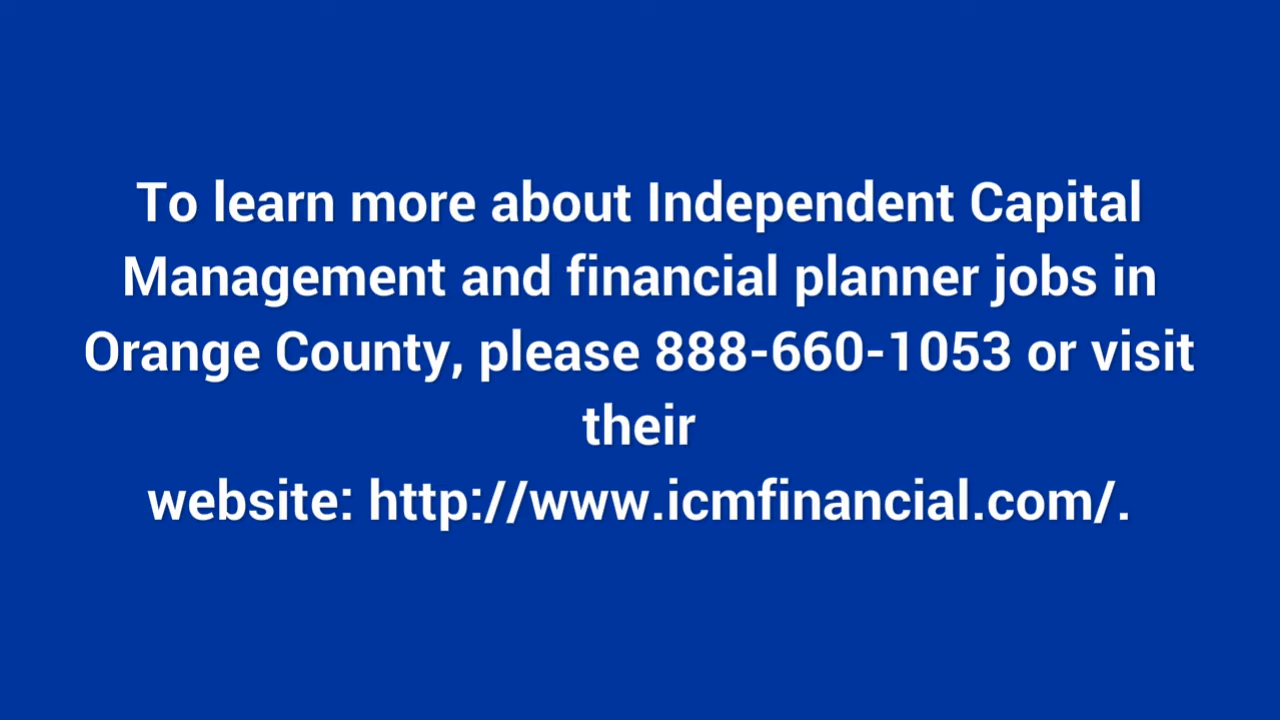 To learn more about Independent Capital
Management and financial planner jobs in
Orange County, please 888-660-1053 or visit
their
website: http://www.icmfinancial.com/.